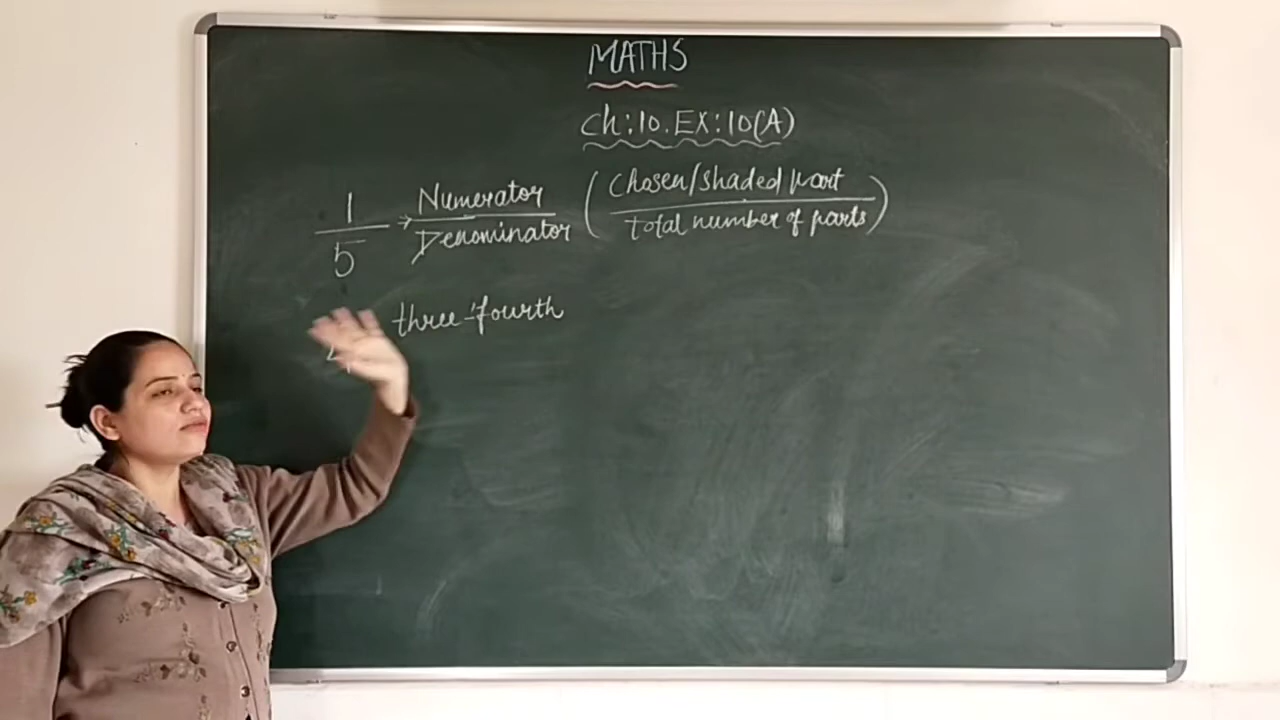 MATHS
Ch:10. EX:10(A)
1/5 → Numerator/Denominator (Chosen/shaded part / Total number of parts)
three-fourth